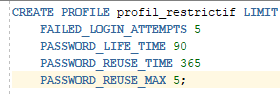 CREATE PROFILE profil_restrictif LIMIT
FAILED_LOGIN_ATTEMPTS 5
PASSWORD_LIFE_TIME 90
PASSWORD_REUSE_TIME 365
PASSWORD_REUSE_MAX 5;